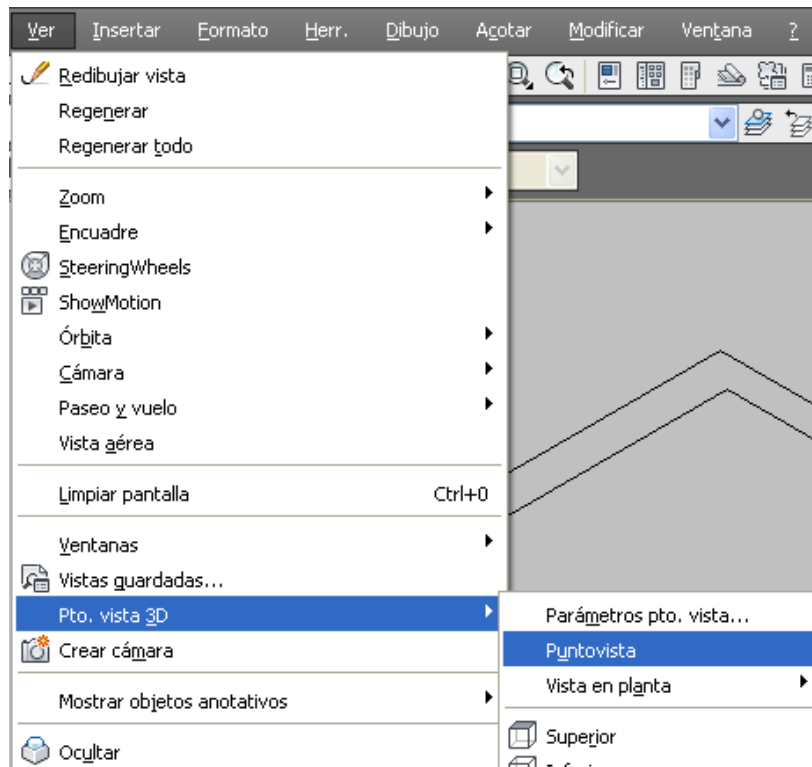 Ver Insertar Formato Herr. Dibujo Acotar Modificar Ventana ?
Redibujar vista
Regenerar
Regenerar todo
Zoom
Encuadre
SteeringWheels
ShowMotion
Órbita
Cámara
Paseo y vuelo
Vista aérea
Limpiar pantalla Ctrl+0
Ventanas
Vistas guardadas...
Pto. vista 3D
Crear cámara
Mostrar objetos anotativos
Ocultar
Parámetros pto. vista...
Puntovista
Vista en planta
Superior